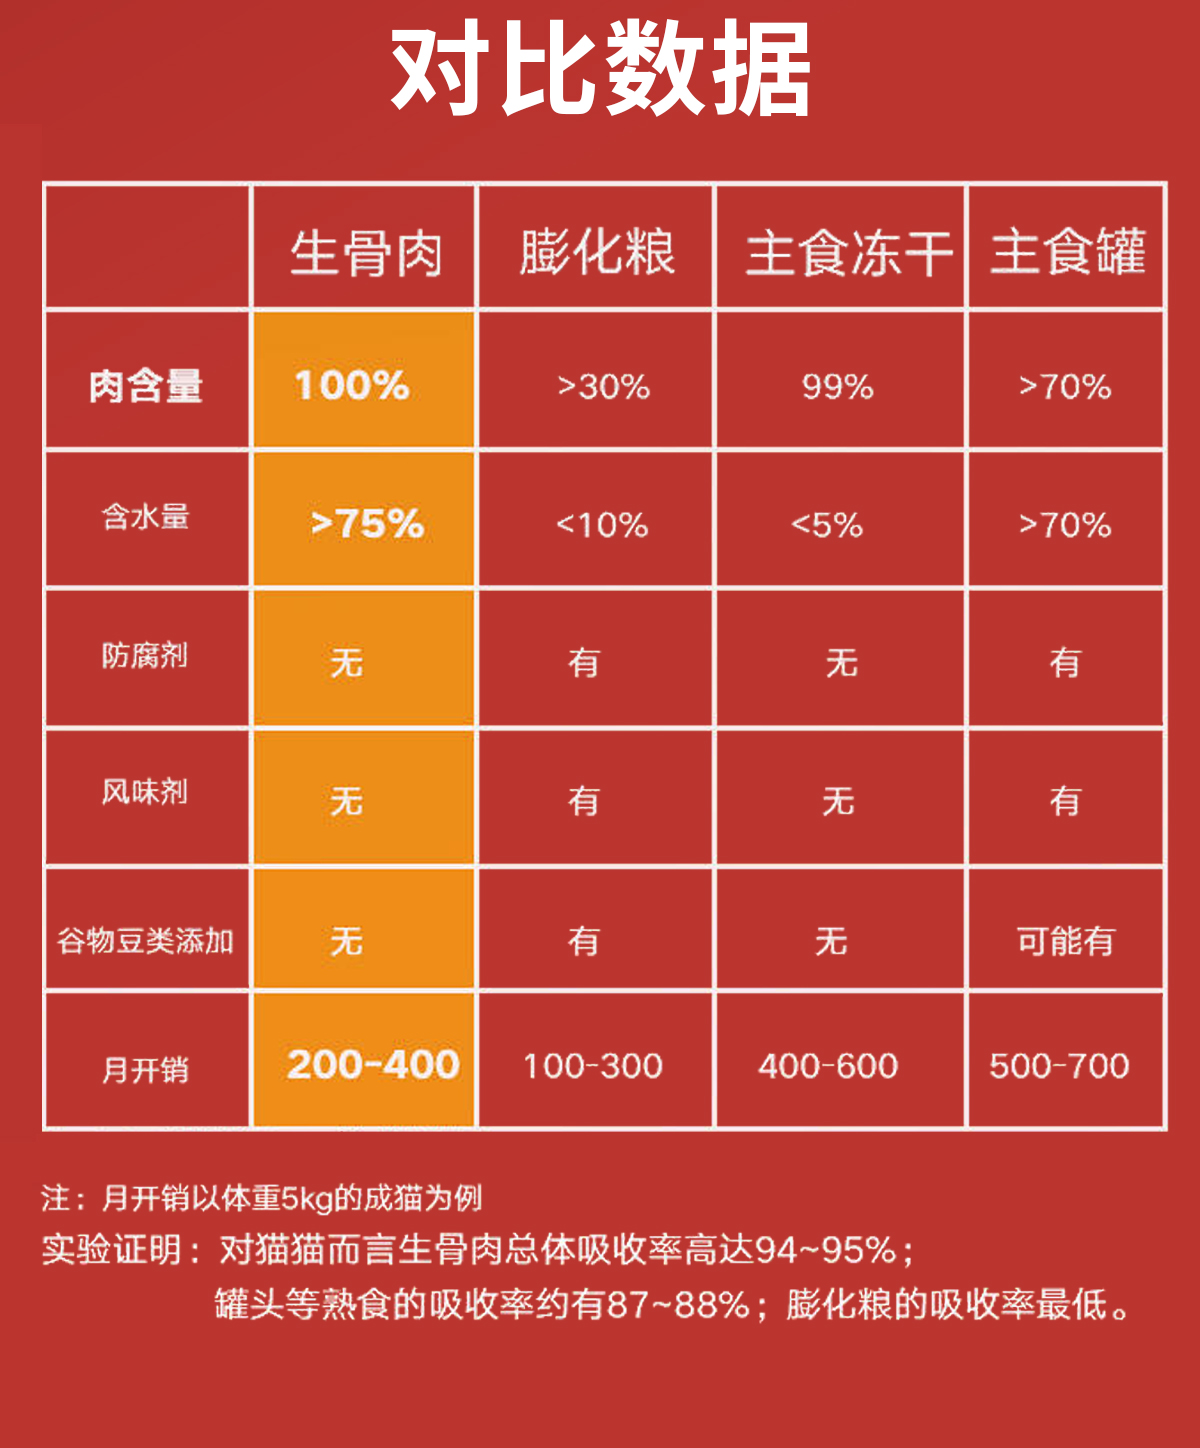 对比数据
生骨肉 膨化粮 主食冻干 主食罐
肉含量 100% >30% 99% >70%
含水量 >75% <10% <5% >70%
防腐剂 无 有 无 有
风味剂 无 有 无 有
谷物豆类添加 无 有 无 可能有
月开销 200-400 100-300 400-600 500-700
注：月开销以体重5kg的成猫为例
实验证明：对猫猫而言生骨肉总体吸收率高达94~95%；
罐头等熟食的吸收率约有87~88%；膨化粮的吸收率最低。